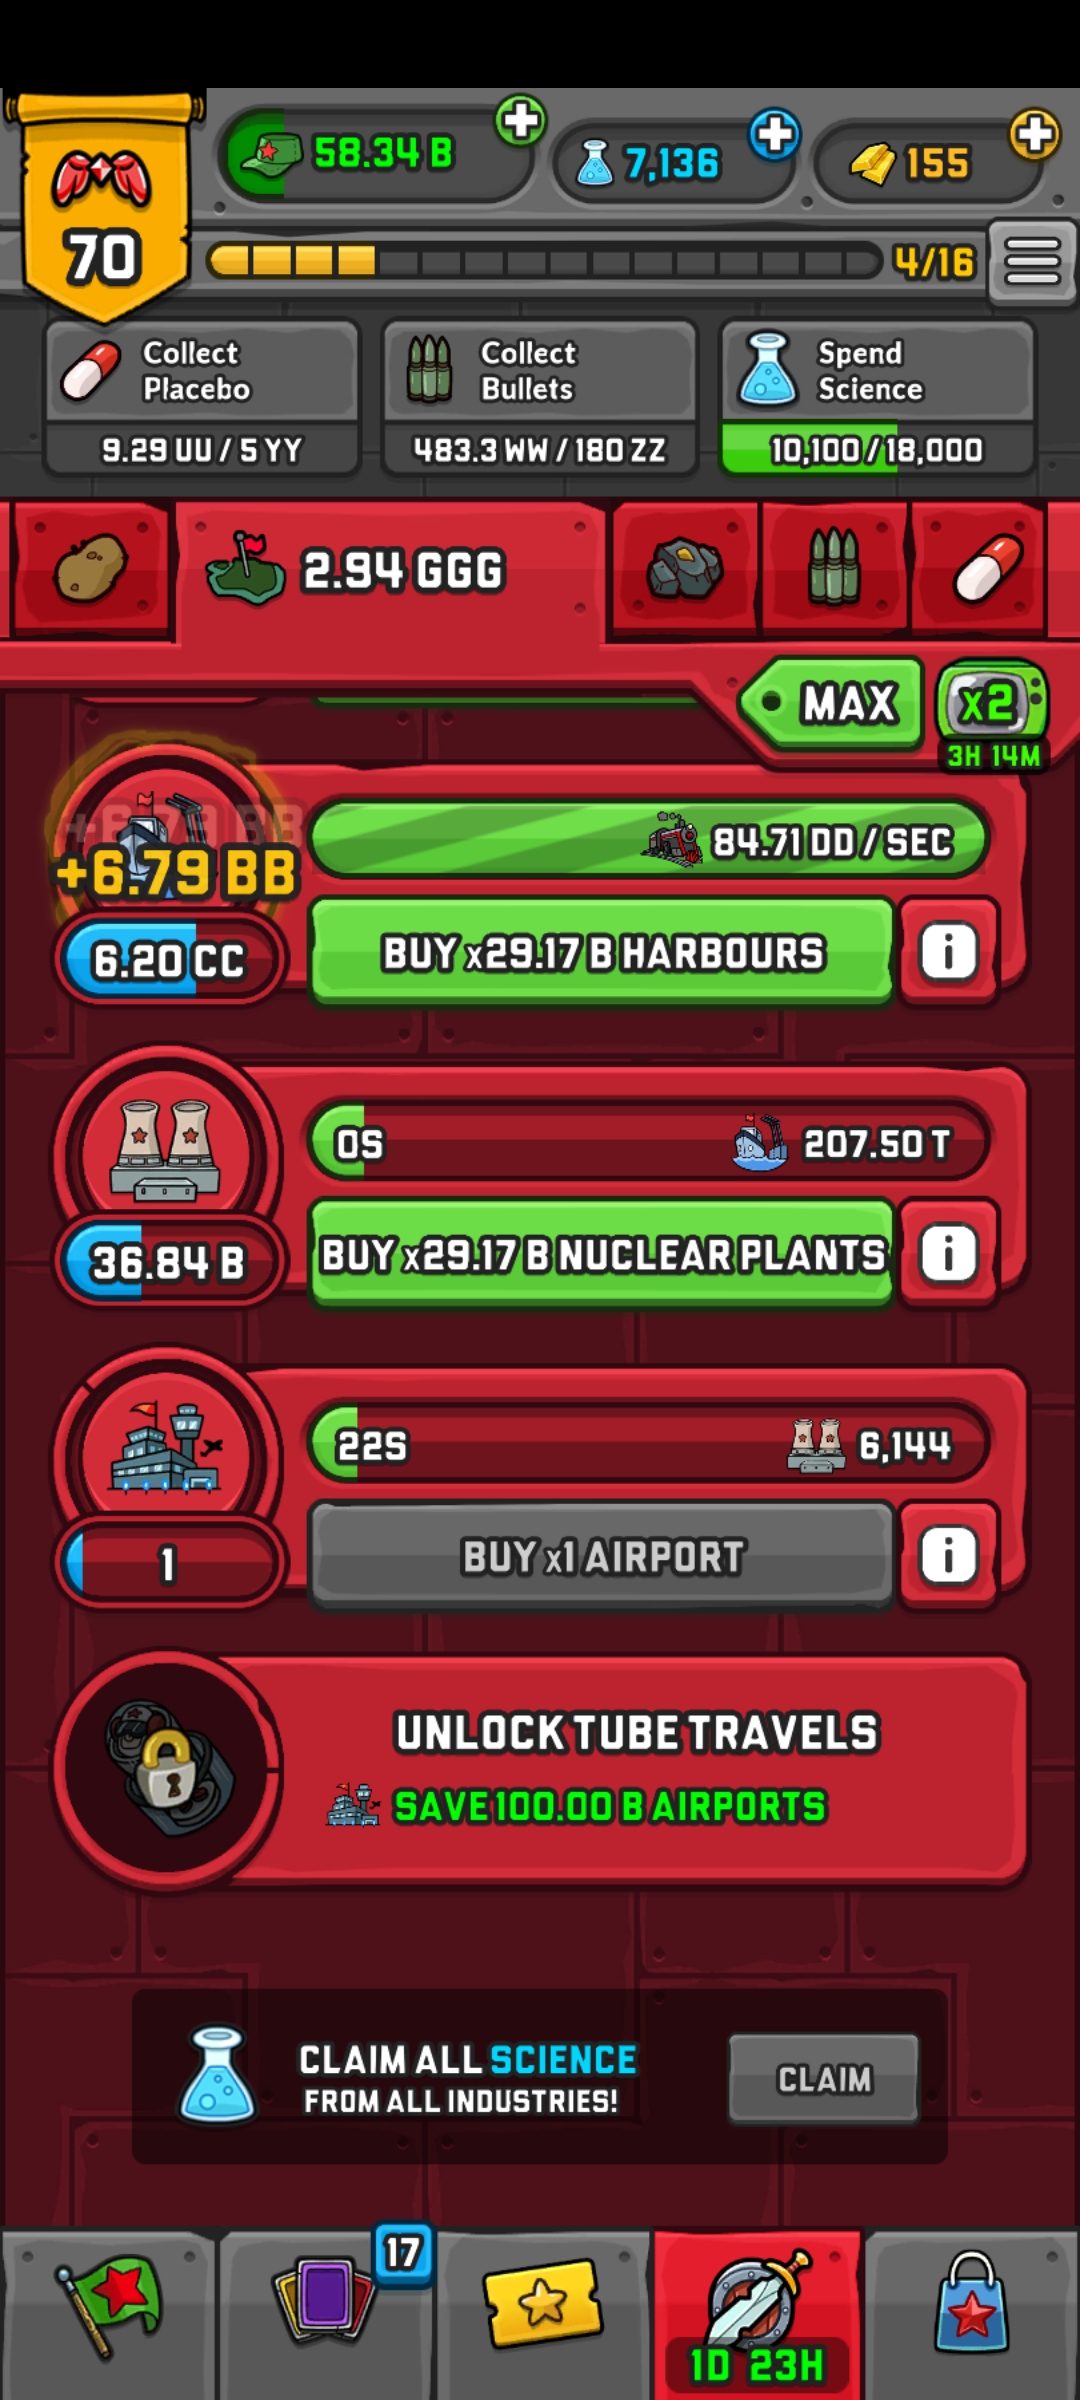 58.34 B
7,136
155
70
4/16
Collect Placebo
9.29 UU / 5 YY
Collect Bullets
483.3 WW / 180 ZZ
Spend Science
10,100 / 18,000
2.94 GGG
MAX
x2
3H 14M
+6.79 BB
+6.79 BB
84.71 DD / SEC
6.20 CC
BUY x29.17 B HARBOURS
i
0S
207.50 T
36.84 B
BUY x29.17 B NUCLEAR PLANTS
i
22S
6,144
1
BUY x1 AIRPORT
i
UNLOCK TUBE TRAVELS
SAVE 100.00 B AIRPORTS
CLAIM ALL SCIENCE
FROM ALL INDUSTRIES!
CLAIM
17
1D 23H